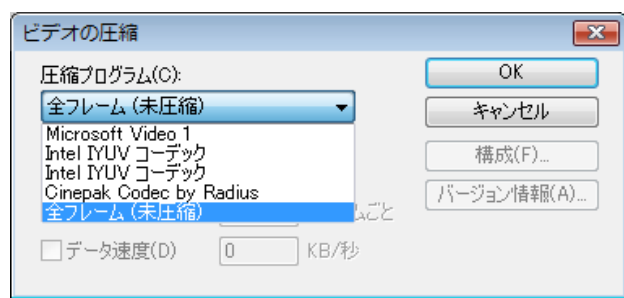 ビデオの圧縮
圧縮プログラム(C):
全フレーム (未圧縮)
OK
キャンセル
Microsoft Video 1
Intel IYUV コーデック
Intel IYUV コーデック
Cinepak Codec by Radius
全フレーム (未圧縮)
構成(F)...
バージョン情報(A)...
ムごと
データ速度(D)
0
KB/秒